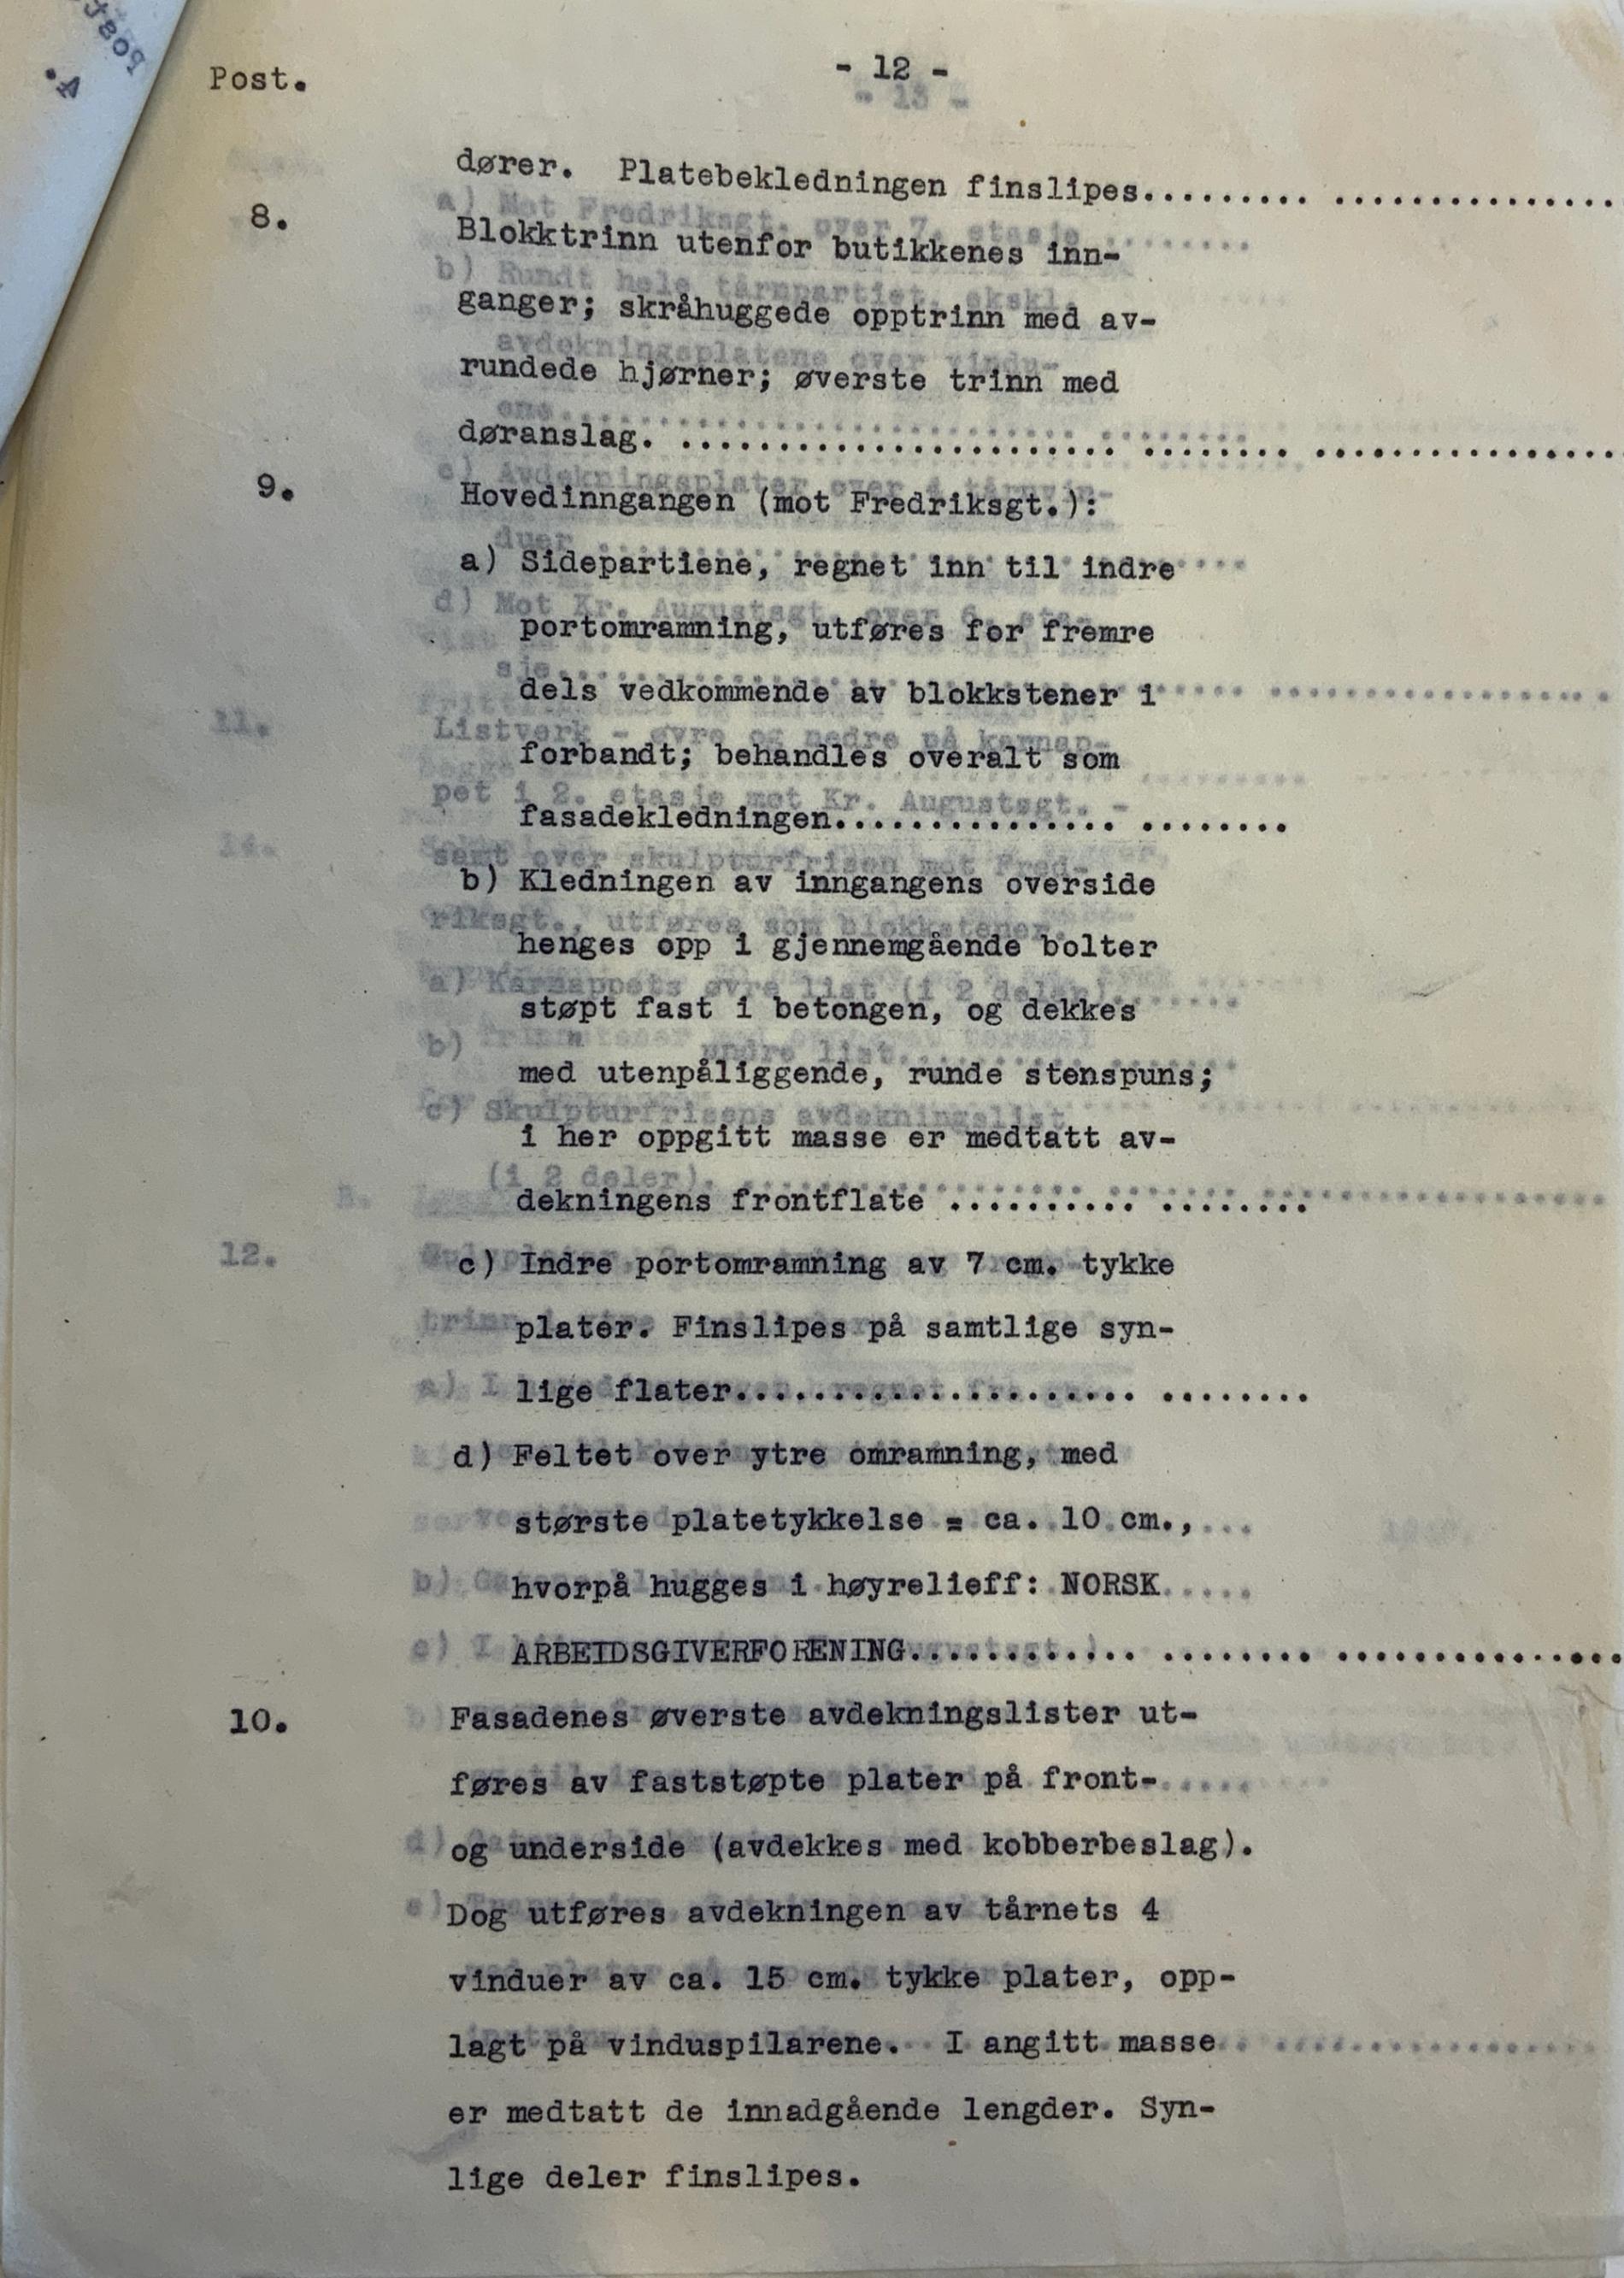 Post.
- 12 -
- 13 -
dører. Platebekledningen finslipes......... ...............
8. Blokktrinn utenfor butikkenes inn-
ganger; skråhuggede opptrinn med av-
rundede hjørner; øverste trinn med
døranslag. ....................... ........ ................
9. Hovedinngangen (mot Fredriksgt.):
a) Sidepartiene, regnet inn til indre
portomramning, utføres for fremre
dels vedkommende av blokkstener i
forbandt; behandles overalt som
fasadekledningen............... ........
b) Kledningen av inngangens overside
henges opp i gjennemgående bolter
støpt fast i betongen, og dekkes
med utenpåliggende, runde stenspuns;
i her oppgitt masse er medtatt av-
dekningens frontflate .......... ........
c) Indre portomramning av 7 cm. tykke
plater. Finslipes på samtlige syn-
lige flater..................... ........
d) Feltet over ytre omramning, med
største platetykkelse = ca. 10 cm.,
hvorpå hugges i høyrelieff: NORSK
ARBEIDSGIVERFORENING............ ........ ...............
10. Fasadenes øverste avdekningslister ut-
føres av faststøpte plater på front-
og underside (avdekkes med kobberbeslag).
Dog utføres avdekningen av tårnets 4
vinduer av ca. 15 cm. tykke plater, opp-
lagt på vinduspilarene. I angitt masse
er medtatt de innadgående lengder. Syn-
lige deler finslipes.